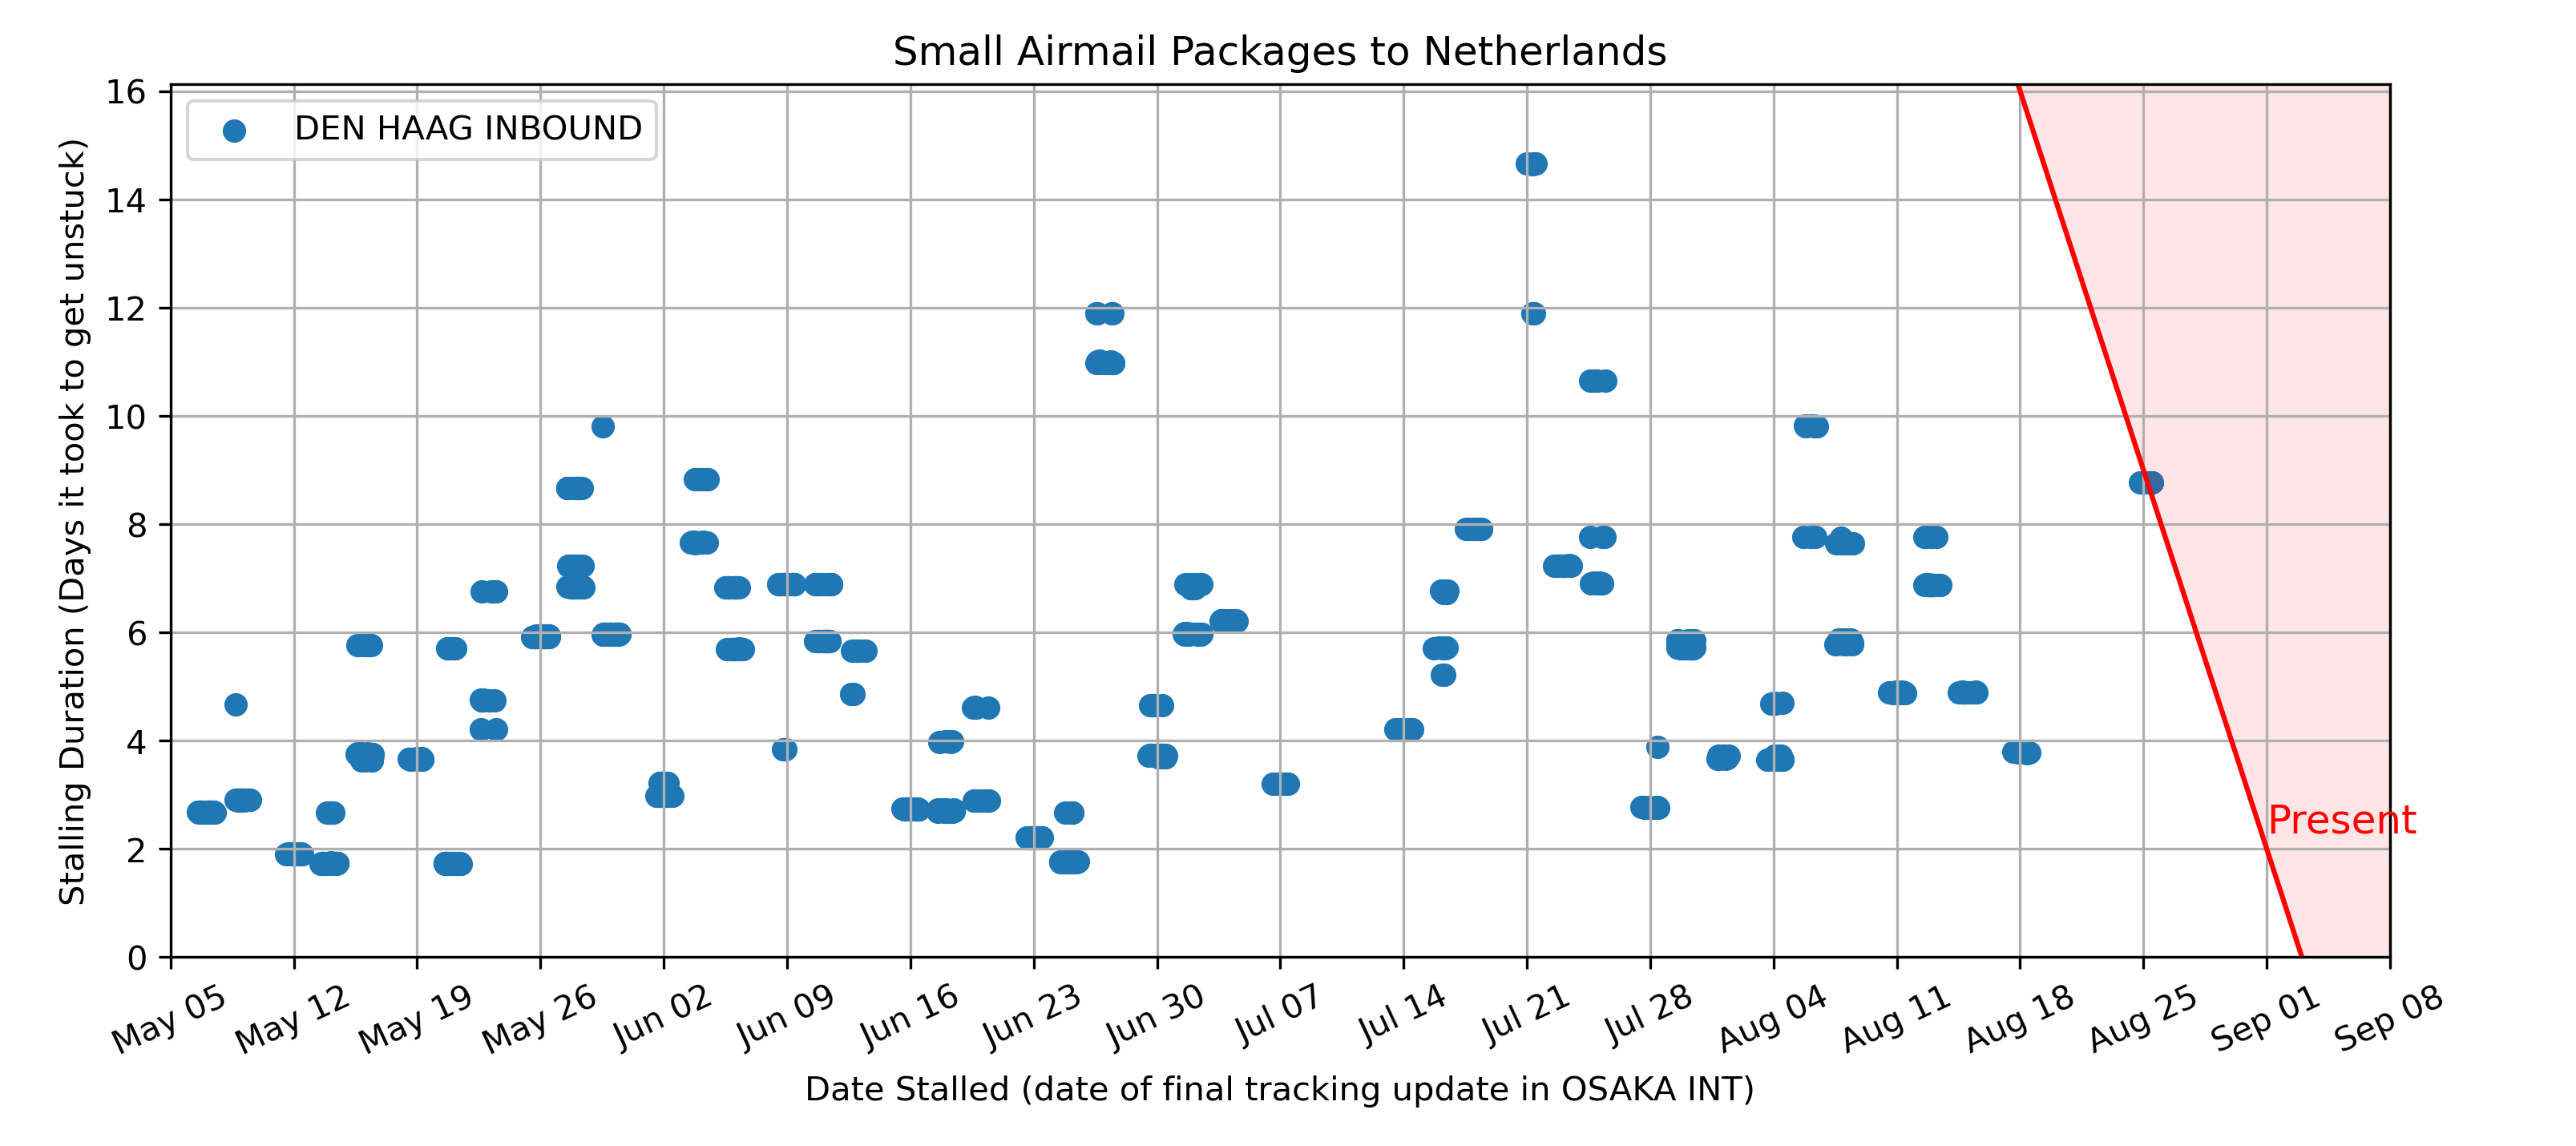 Small Airmail Packages to Netherlands
DEN HAAG INBOUND
Stalling Duration (Days it took to get unstuck)
16
14
12
10
8
6
4
2
0
Present
May 05
May 12
May 19
May 26
Jun 02
Jun 09
Jun 16
Jun 23
Jun 30
Jul 07
Jul 14
Jul 21
Jul 28
Aug 04
Aug 11
Aug 18
Aug 25
Sep 01
Sep 08
Date Stalled (date of final tracking update in OSAKA INT)